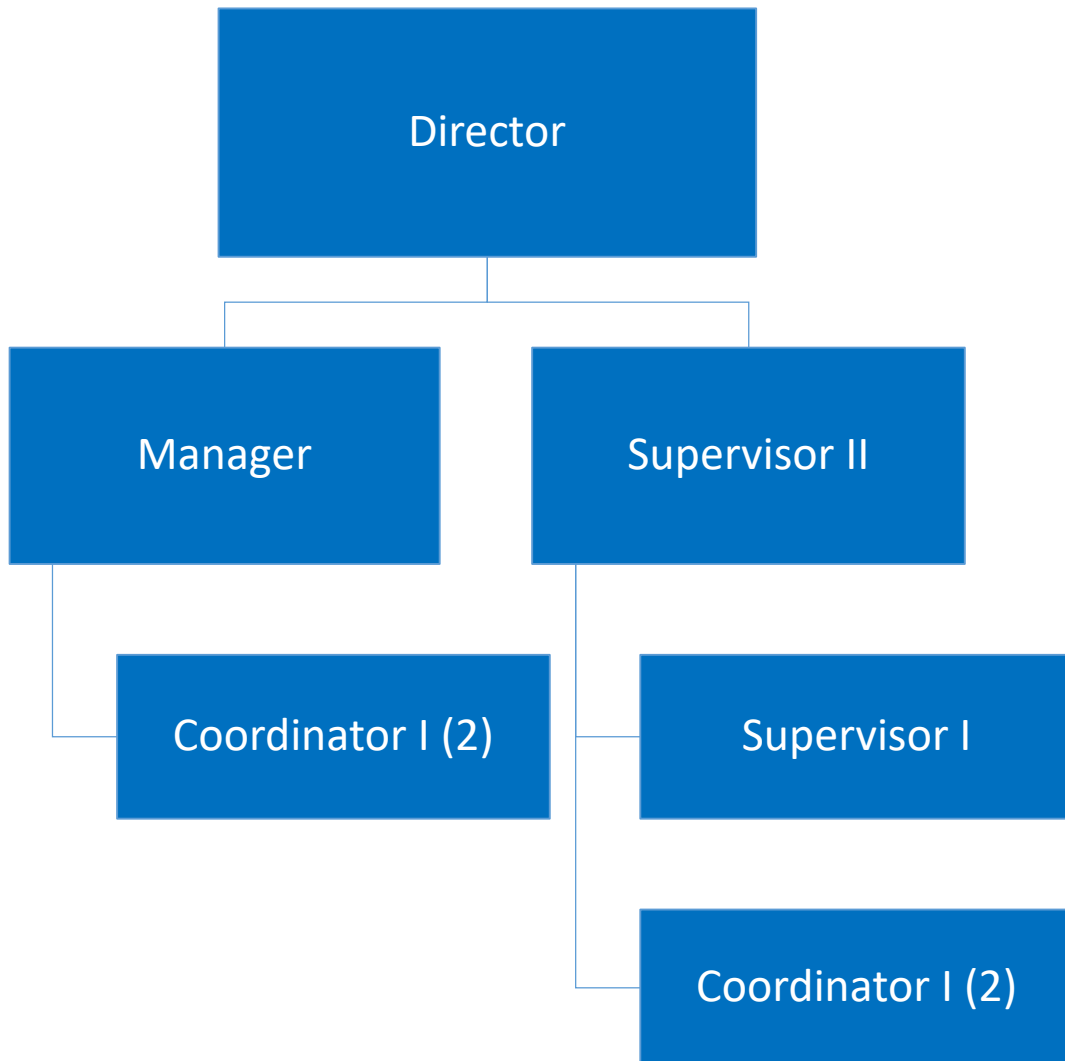 Director
Manager
Supervisor II
Coordinator I (2)
Supervisor I
Coordinator I (2)